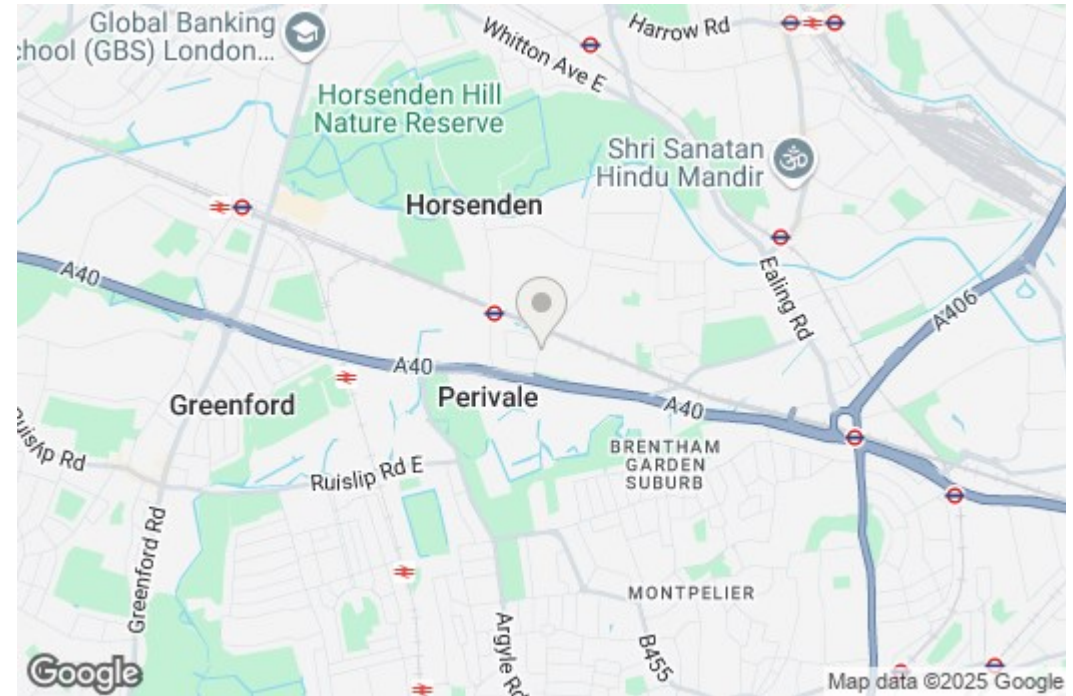 Global Banking
chool (GBS) London...
Harrow Rd
Whitton Ave E
Horsenden Hill
Nature Reserve
Shri Sanatan
Hindu Mandir
Horsenden
A40
Ealing Rd
A406
A40
Greenford
Perivale
A40
BRENTHAM
GARDEN
SUBURB
Ruislip Rd
Ruislip Rd E
Greenford Rd
MONTPELIER
Argyle Rd
B455
Google
Map data ©2025 Google